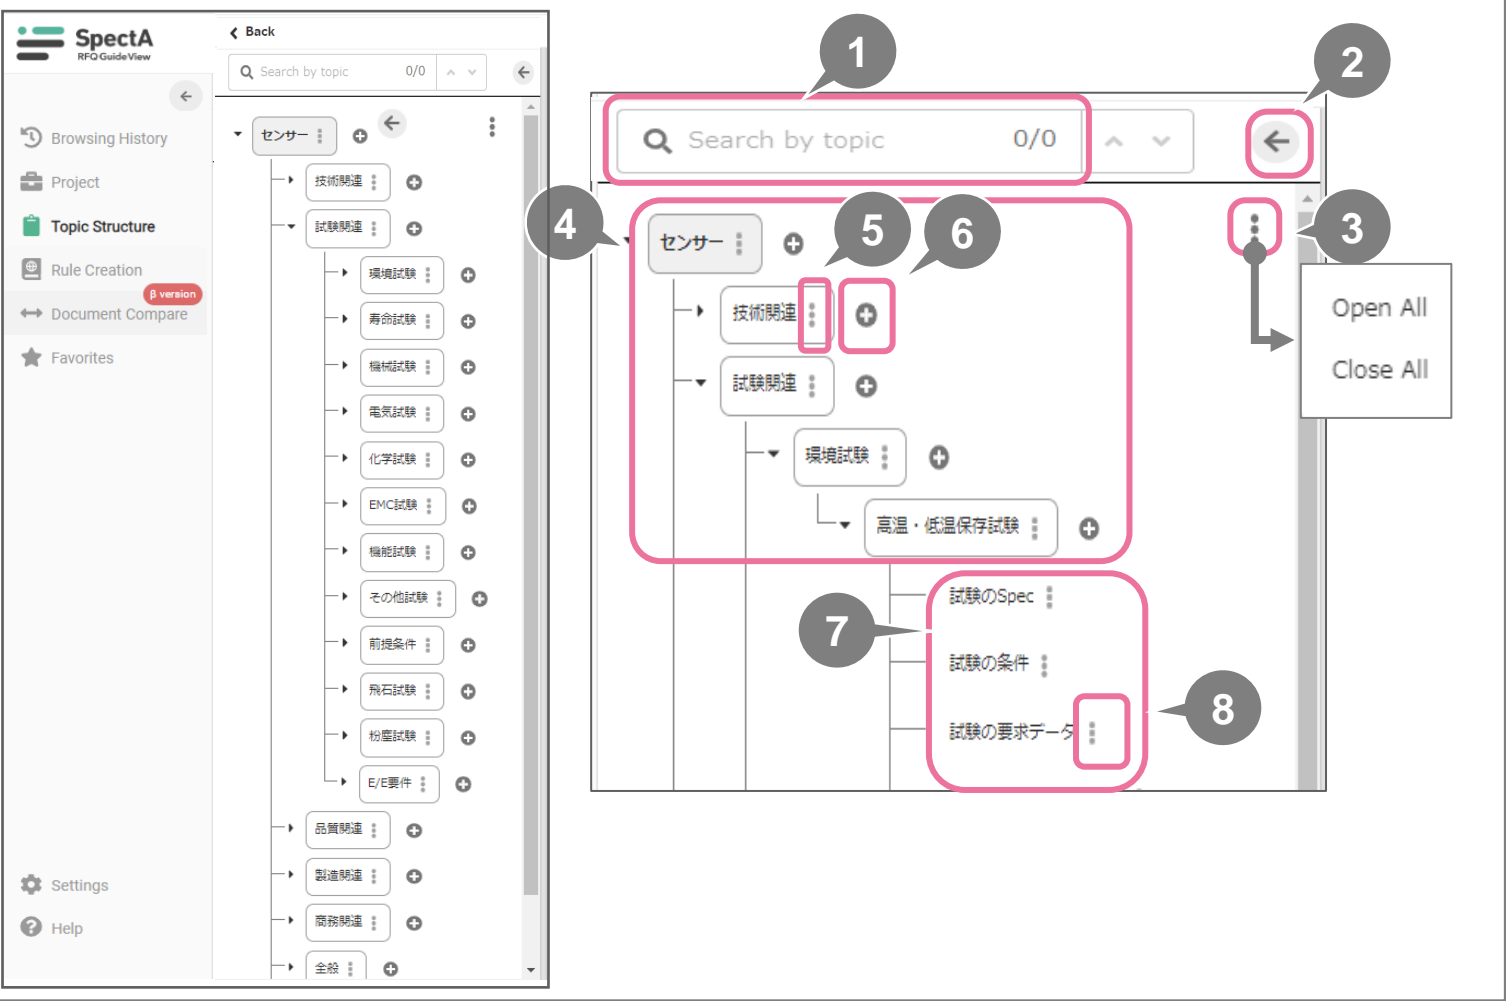 SpectA
RFQ GuideView
Browsing History
Project
Topic Structure
Rule Creation
β version
Document Compare
Favorites
Settings
Help
Back
Search by topic 0/0
センサー
技術関連
試験関連
環境試験
寿命試験
機械試験
電気試験
化学試験
EMC試験
機能試験
その他試験
前提条件
飛石試験
粉塵試験
E/E要件
品質関連
製造関連
商務関連
全般
1
2
Search by topic 0/0
4
5
6
3
センサー
技術関連
試験関連
環境試験
高温・低温保存試験
Open All
Close All
7
試験のSpec
試験の条件
試験の要求データ
8